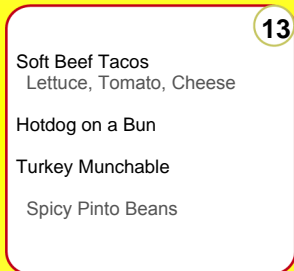 13
Soft Beef Tacos
Lettuce, Tomato, Cheese
Hotdog on a Bun
Turkey Munchable
Spicy Pinto Beans